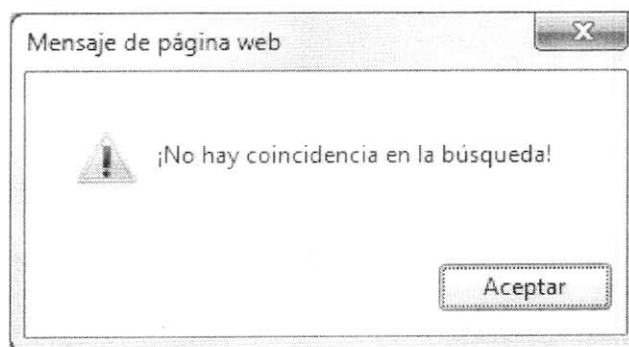 Mensaje de página web
¡No hay coincidencia en la búsqueda!
Aceptar